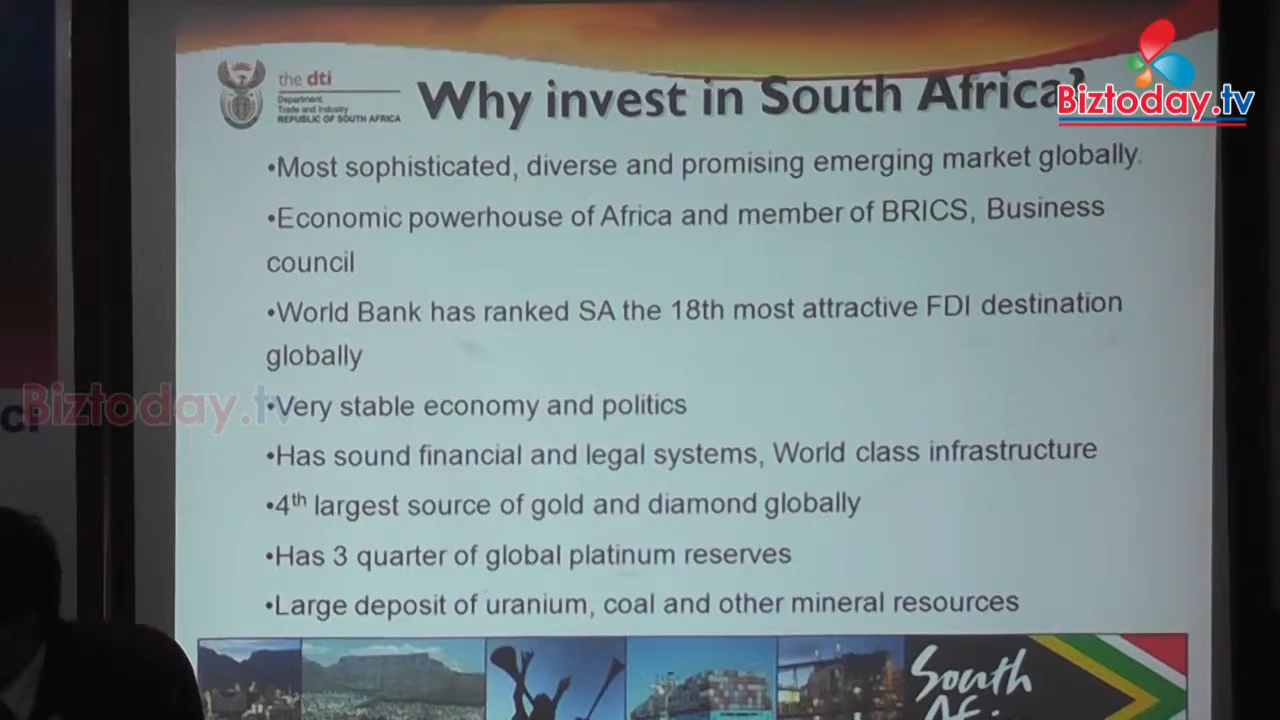 Biztoday.tv
the dti
Department:
Trade and Industry
REPUBLIC OF SOUTH AFRICA
Why invest in South Africa?
•Most sophisticated, diverse and promising emerging market globally.
•Economic powerhouse of Africa and member of BRICS, Business
council
•World Bank has ranked SA the 18th most attractive FDI destination
globally
Biztoday.tv
•Very stable economy and politics
•Has sound financial and legal systems, World class infrastructure
•4th largest source of gold and diamond globally
•Has 3 quarter of global platinum reserves
•Large deposit of uranium, coal and other mineral resources
South